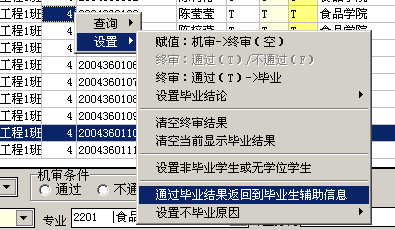 工程1班 4 陈莹莹 T T T 食品学院
工程1班 4 T T T 食品学院
工程1班 4
工程1班 4 2004360106
工程1班 4 2004360107
工程1班 4 2004360108
工程1班 4 2004360109
工程1班 4 2004360110
工程1班 4 200436011
查询
设置
赋值：机审->终审(空)
终审：通过(T)/不通过(F)
终审：通过(T)->毕业
设置毕业结论
清空终审结果
清空当前显示毕业结果
设置非毕业学生或无学位学生
通过毕业结果返回到毕业生辅助信息
设置不毕业原因
机审条件
通过 不通
专业 2201 |食品